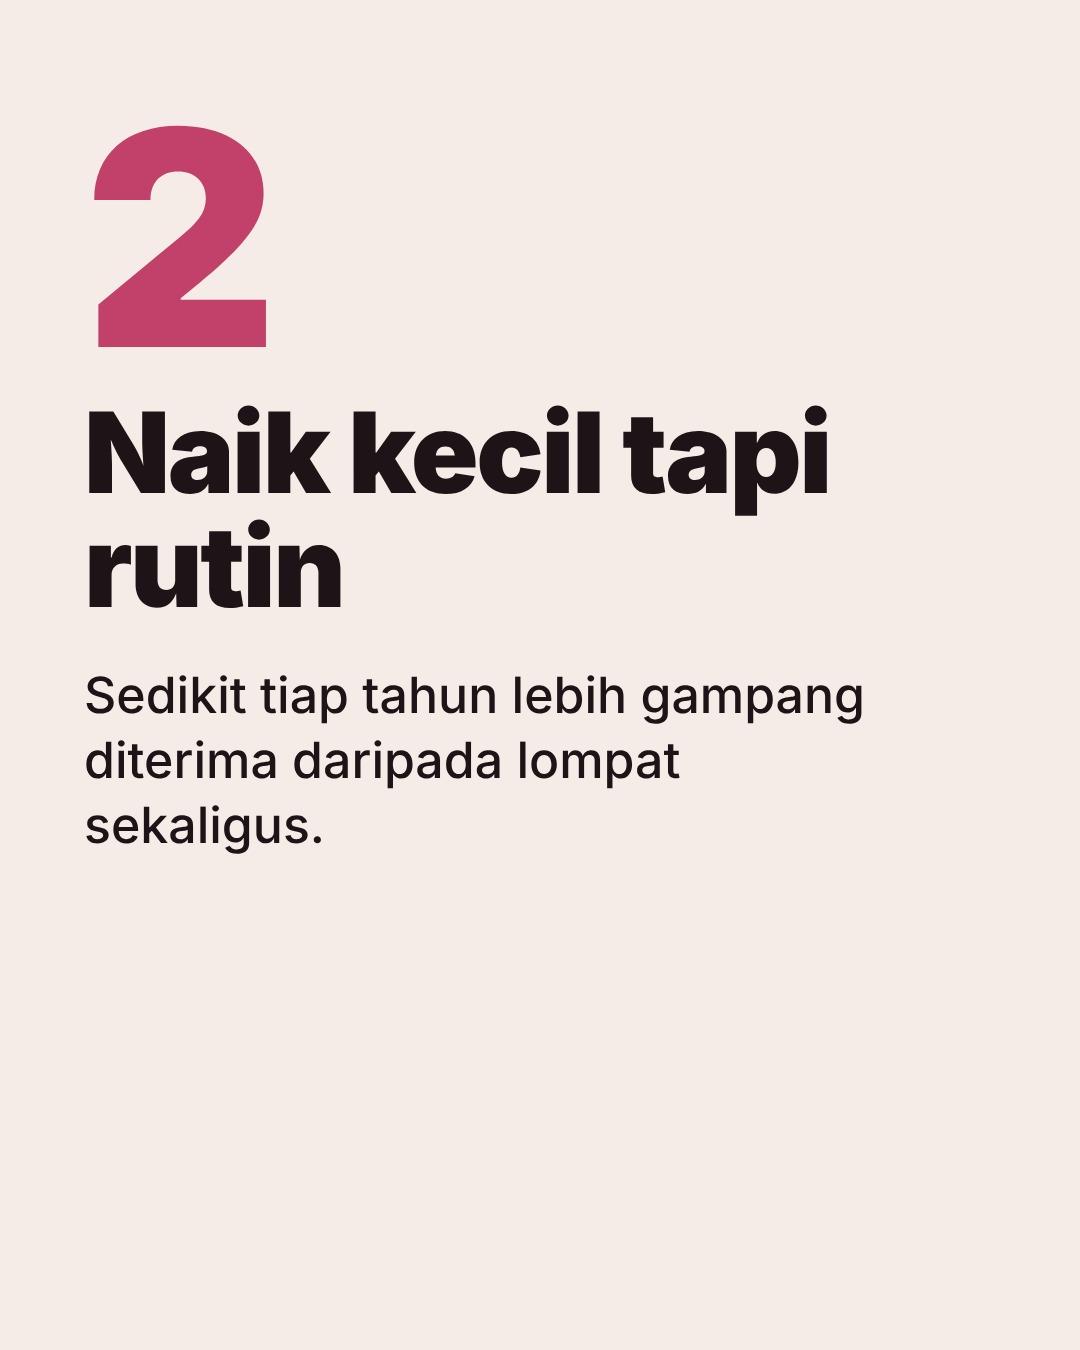 2
Naik kecil tapi
rutin
Sedikit tiap tahun lebih gampang
diterima daripada lompat
sekaligus.